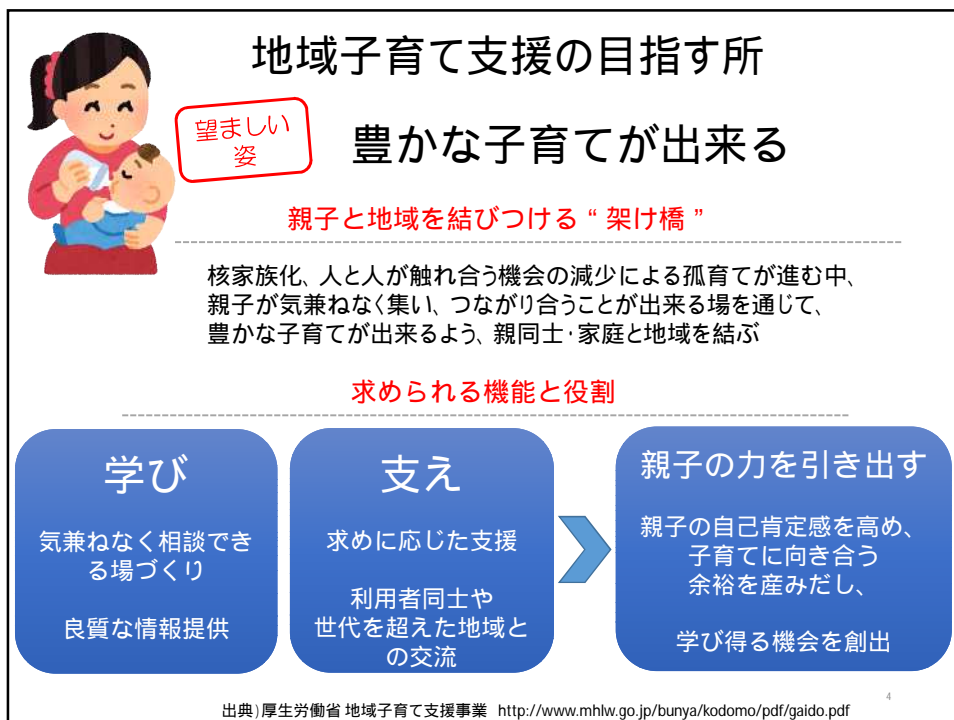 地域子育て支援の目指す所
望ましい
姿
豊かな子育てが出来る
親子と地域を結びつける“架け橋”
核家族化、人と人が触れ合う機会の減少による孤育てが進む中、
親子が気兼ねなく集い、つながり合うことが出来る場を通じて、
豊かな子育てが出来るよう、親同士・家庭と地域を結ぶ
求められる機能と役割
学び
気兼ねなく相談でき
る場づくり
良質な情報提供
支え
求めに応じた支援
利用者同士や
世代を超えた地域と
の交流
親子の力を引き出す
親子の自己肯定感を高め、
子育てに向き合う
余裕を産みだし、
学び得る機会を創出
4
出典)厚生労働省 地域子育て支援事業 http://www.mhlw.go.jp/bunya/kodomo/pdf/gaido.pdf